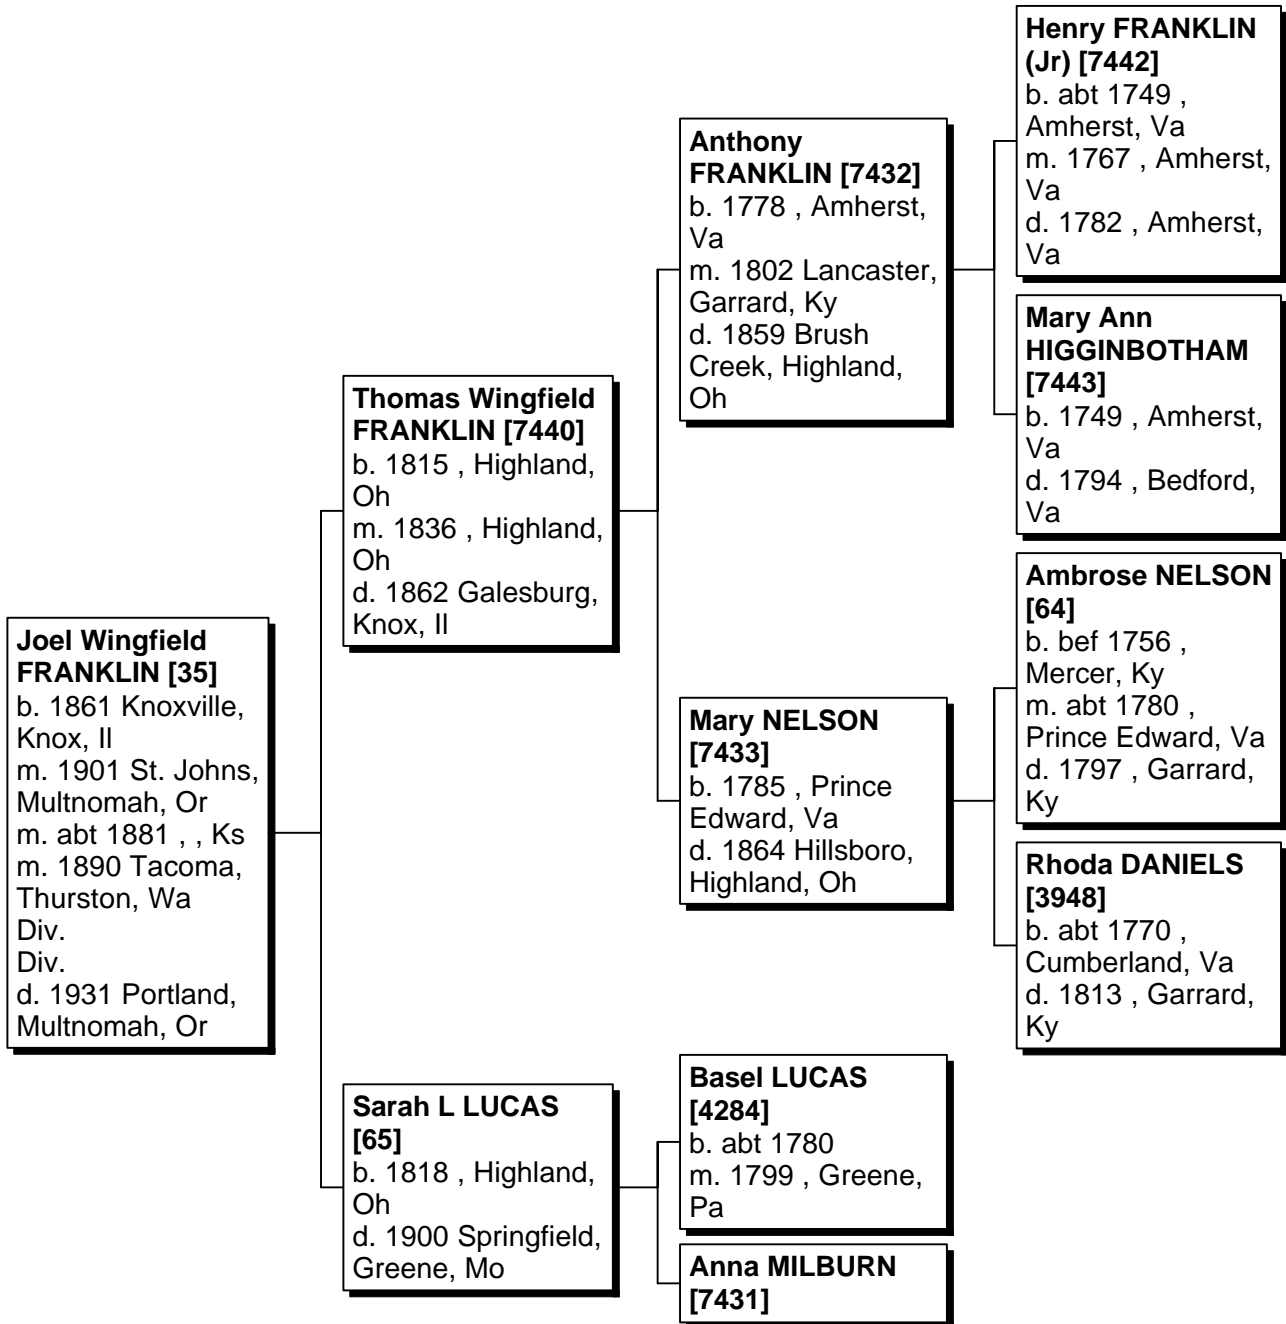 Joel Wingfield
FRANKLIN [35]
b. 1861 Knoxville,
Knox, Il
m. 1901 St. Johns,
Multnomah, Or
m. abt 1881 , , Ks
m. 1890 Tacoma,
Thurston, Wa
Div.
Div.
d. 1931 Portland,
Multnomah, Or
Thomas Wingfield
FRANKLIN [7440]
b. 1815 , Highland,
Oh
m. 1836 , Highland,
Oh
d. 1862 Galesburg,
Knox, Il
Sarah L LUCAS
[65]
b. 1818 , Highland,
Oh
d. 1900 Springfield,
Greene, Mo
Anthony
FRANKLIN [7432]
b. 1778 , Amherst,
Va
m. 1802 Lancaster,
Garrard, Ky
d. 1859 Brush
Creek, Highland,
Oh
Mary NELSON
[7433]
b. 1785 , Prince
Edward, Va
d. 1864 Hillsboro,
Highland, Oh
Basel LUCAS
[4284]
b. abt 1780
m. 1799 , Greene,
Pa
Anna MILBURN
[7431]
Henry FRANKLIN
(Jr) [7442]
b. abt 1749 ,
Amherst, Va
m. 1767 , Amherst,
Va
d. 1782 , Amherst,
Va
Mary Ann
HIGGINBOTHAM
[7443]
b. 1749 , Amherst,
Va
d. 1794 , Bedford,
Va
Ambrose NELSON
[64]
b. bef 1756 ,
Mercer, Ky
m. abt 1780 ,
Prince Edward, Va
d. 1797 , Garrard,
Ky
Rhoda DANIELS
[3948]
b. abt 1770 ,
Cumberland, Va
d. 1813 , Garrard,
Ky